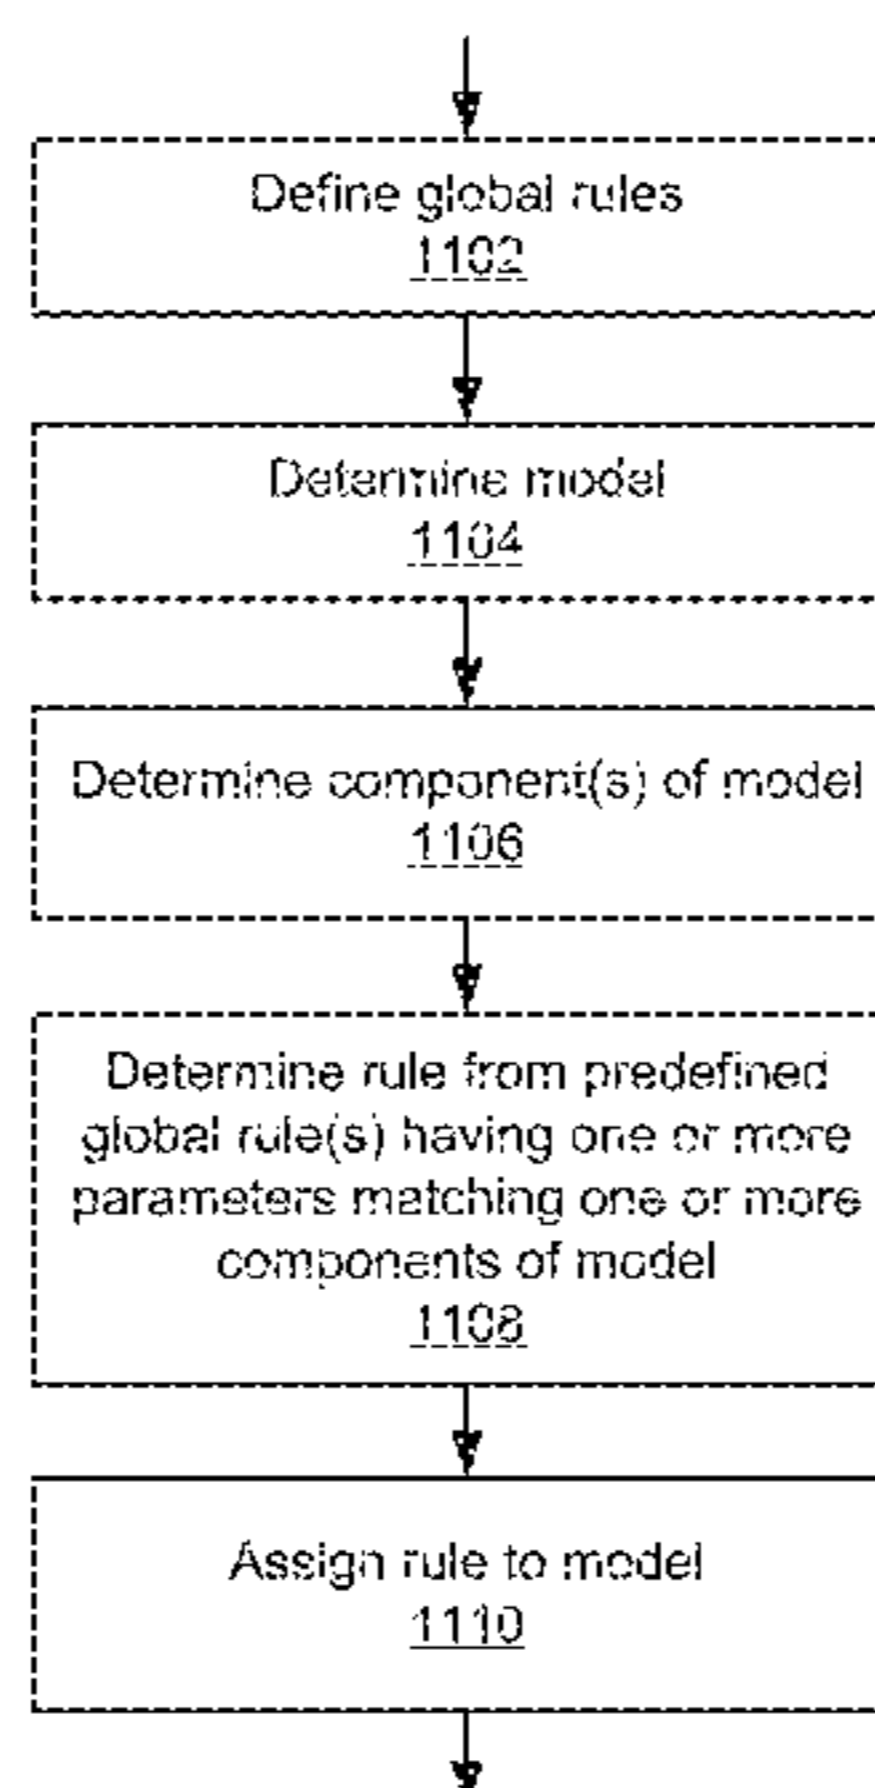 Define global rules
1102
Determine model
1104
Determine component(s) of model
1106
Determine rule from predefined
global rule(s) having one or more
parameters matching one or more
components of model
1108
Assign rule to model
1110